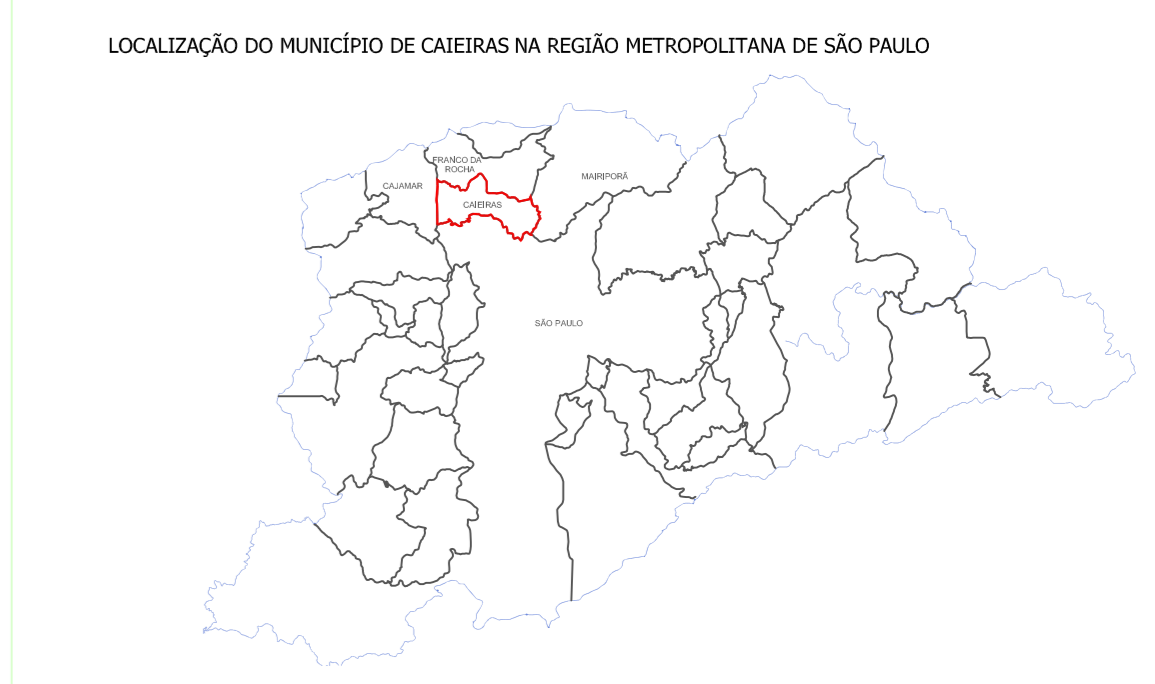 LOCALIZAÇÃO DO MUNICÍPIO DE CAIEIRAS NA REGIÃO METROPOLITANA DE SÃO PAULO
FRANCO DA
ROCHA
MAIRIPORÃ
CAJAMAR
CAIEIRAS
SÃO PAULO